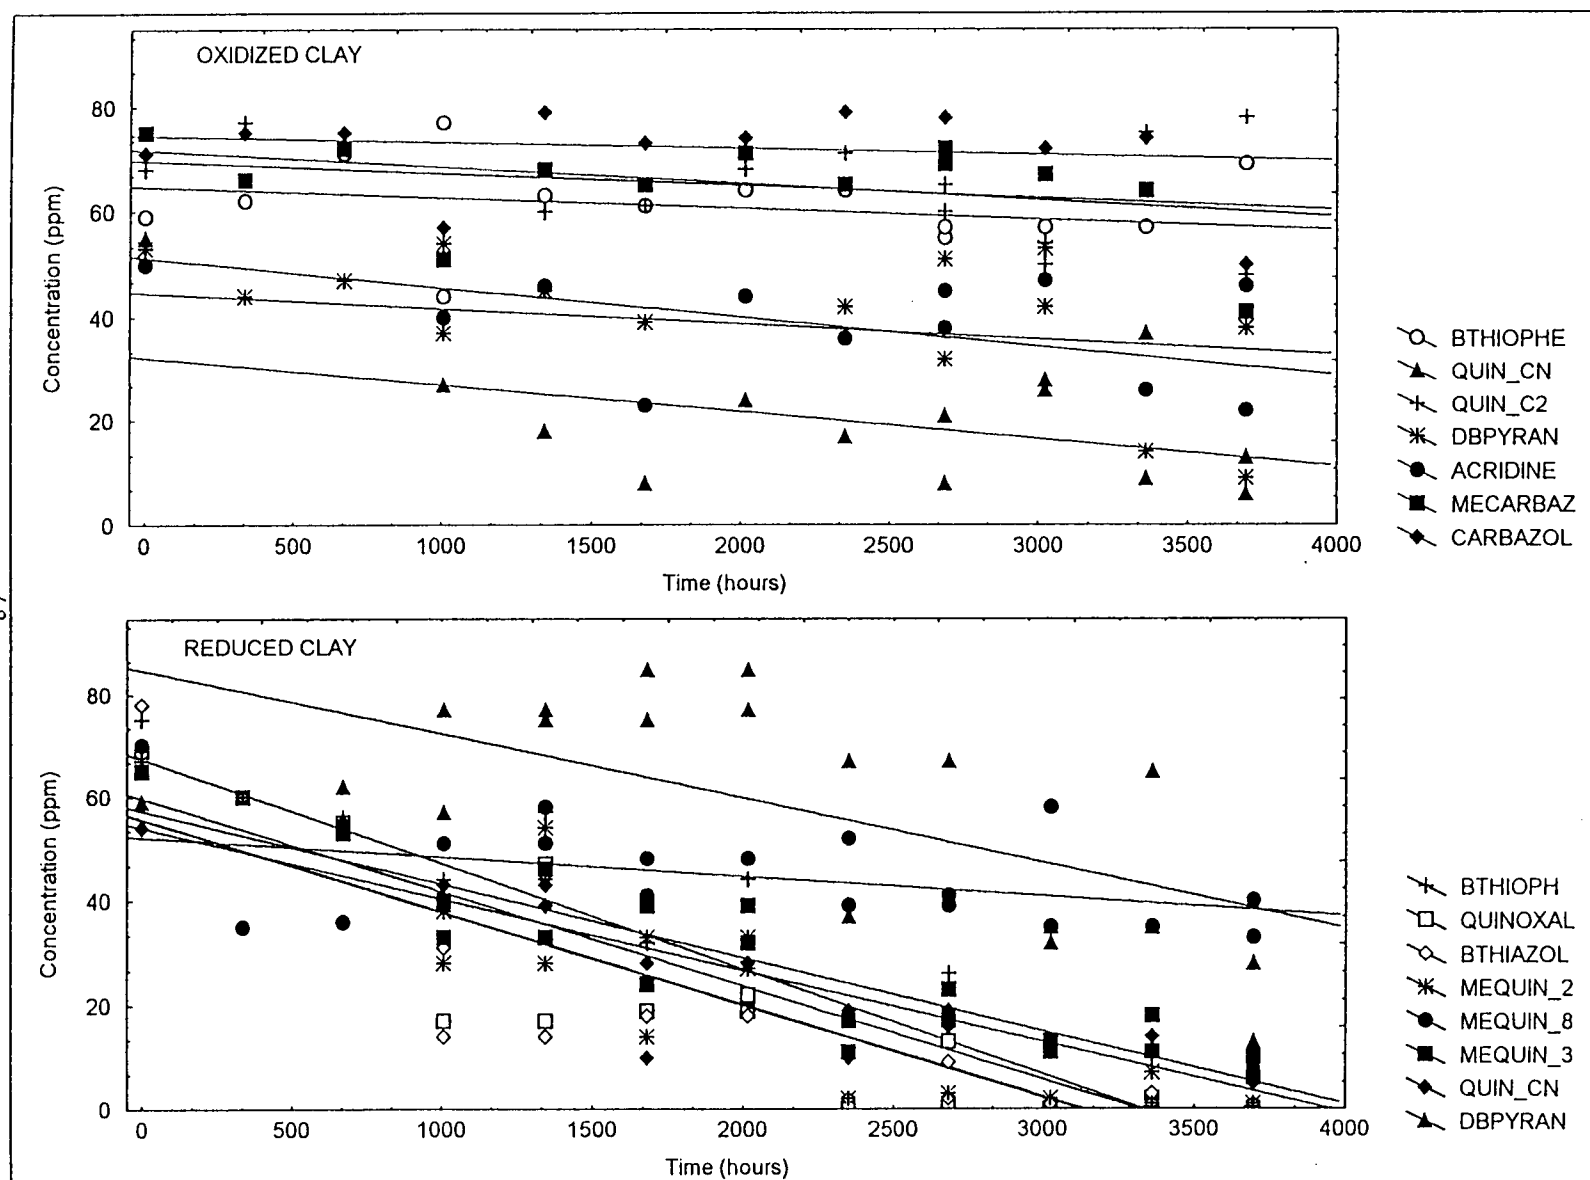 OXIDIZED CLAY
80
60
40
20
0
Concentration (ppm)
0 500 1000 1500 2000 2500 3000 3500 4000
Time (hours)
BTHIOPHE
QUIN_CN
QUIN_C2
DBPYRAN
ACRIDINE
MECARBAZ
CARBAZOL
REDUCED CLAY
80
60
40
20
0
Concentration (ppm)
0 500 1000 1500 2000 2500 3000 3500 4000
Time (hours)
BTHIOPH
QUINOXAL
BTHIAZOL
MEQUIN_2
MEQUIN_8
MEQUIN_3
QUIN_CN
DBPYRAN